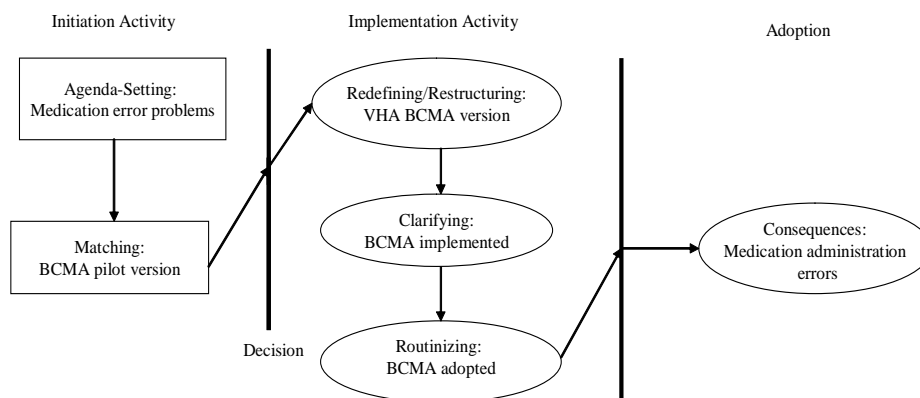 Initiation Activity
Implementation Activity
Adoption
Agenda-Setting:
Medication error problems
Redefining/Restructuring:
VHA BCMA version
Matching:
BCMA pilot version
Clarifying:
BCMA implemented
Consequences:
Medication administration
errors
Decision
Routinizing:
BCMA adopted